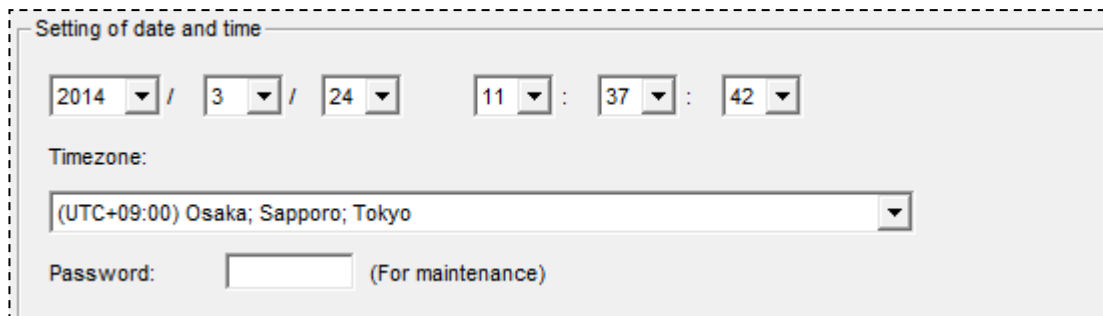 Setting of date and time
2014 / 3 / 24 11 : 37 : 42
Timezone:
(UTC+09:00) Osaka; Sapporo; Tokyo
Password: (For maintenance)